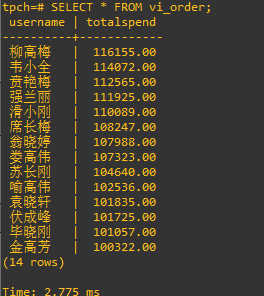 tpch=# SELECT * FROM vi_order;
username | totalspend
----------+------------
柳高梅 | 116155.00
韦小全 | 114072.00
贲艳梅 | 112565.00
强兰丽 | 111925.00
滑小刚 | 110089.00
席长梅 | 108247.00
翁晓婷 | 107988.00
娄高伟 | 107323.00
苏长刚 | 104640.00
喻高伟 | 102536.00
袁晓轩 | 101835.00
伏成峰 | 101725.00
毕晓刚 | 101057.00
金高芳 | 100322.00
(14 rows)
Time: 2.775 ms